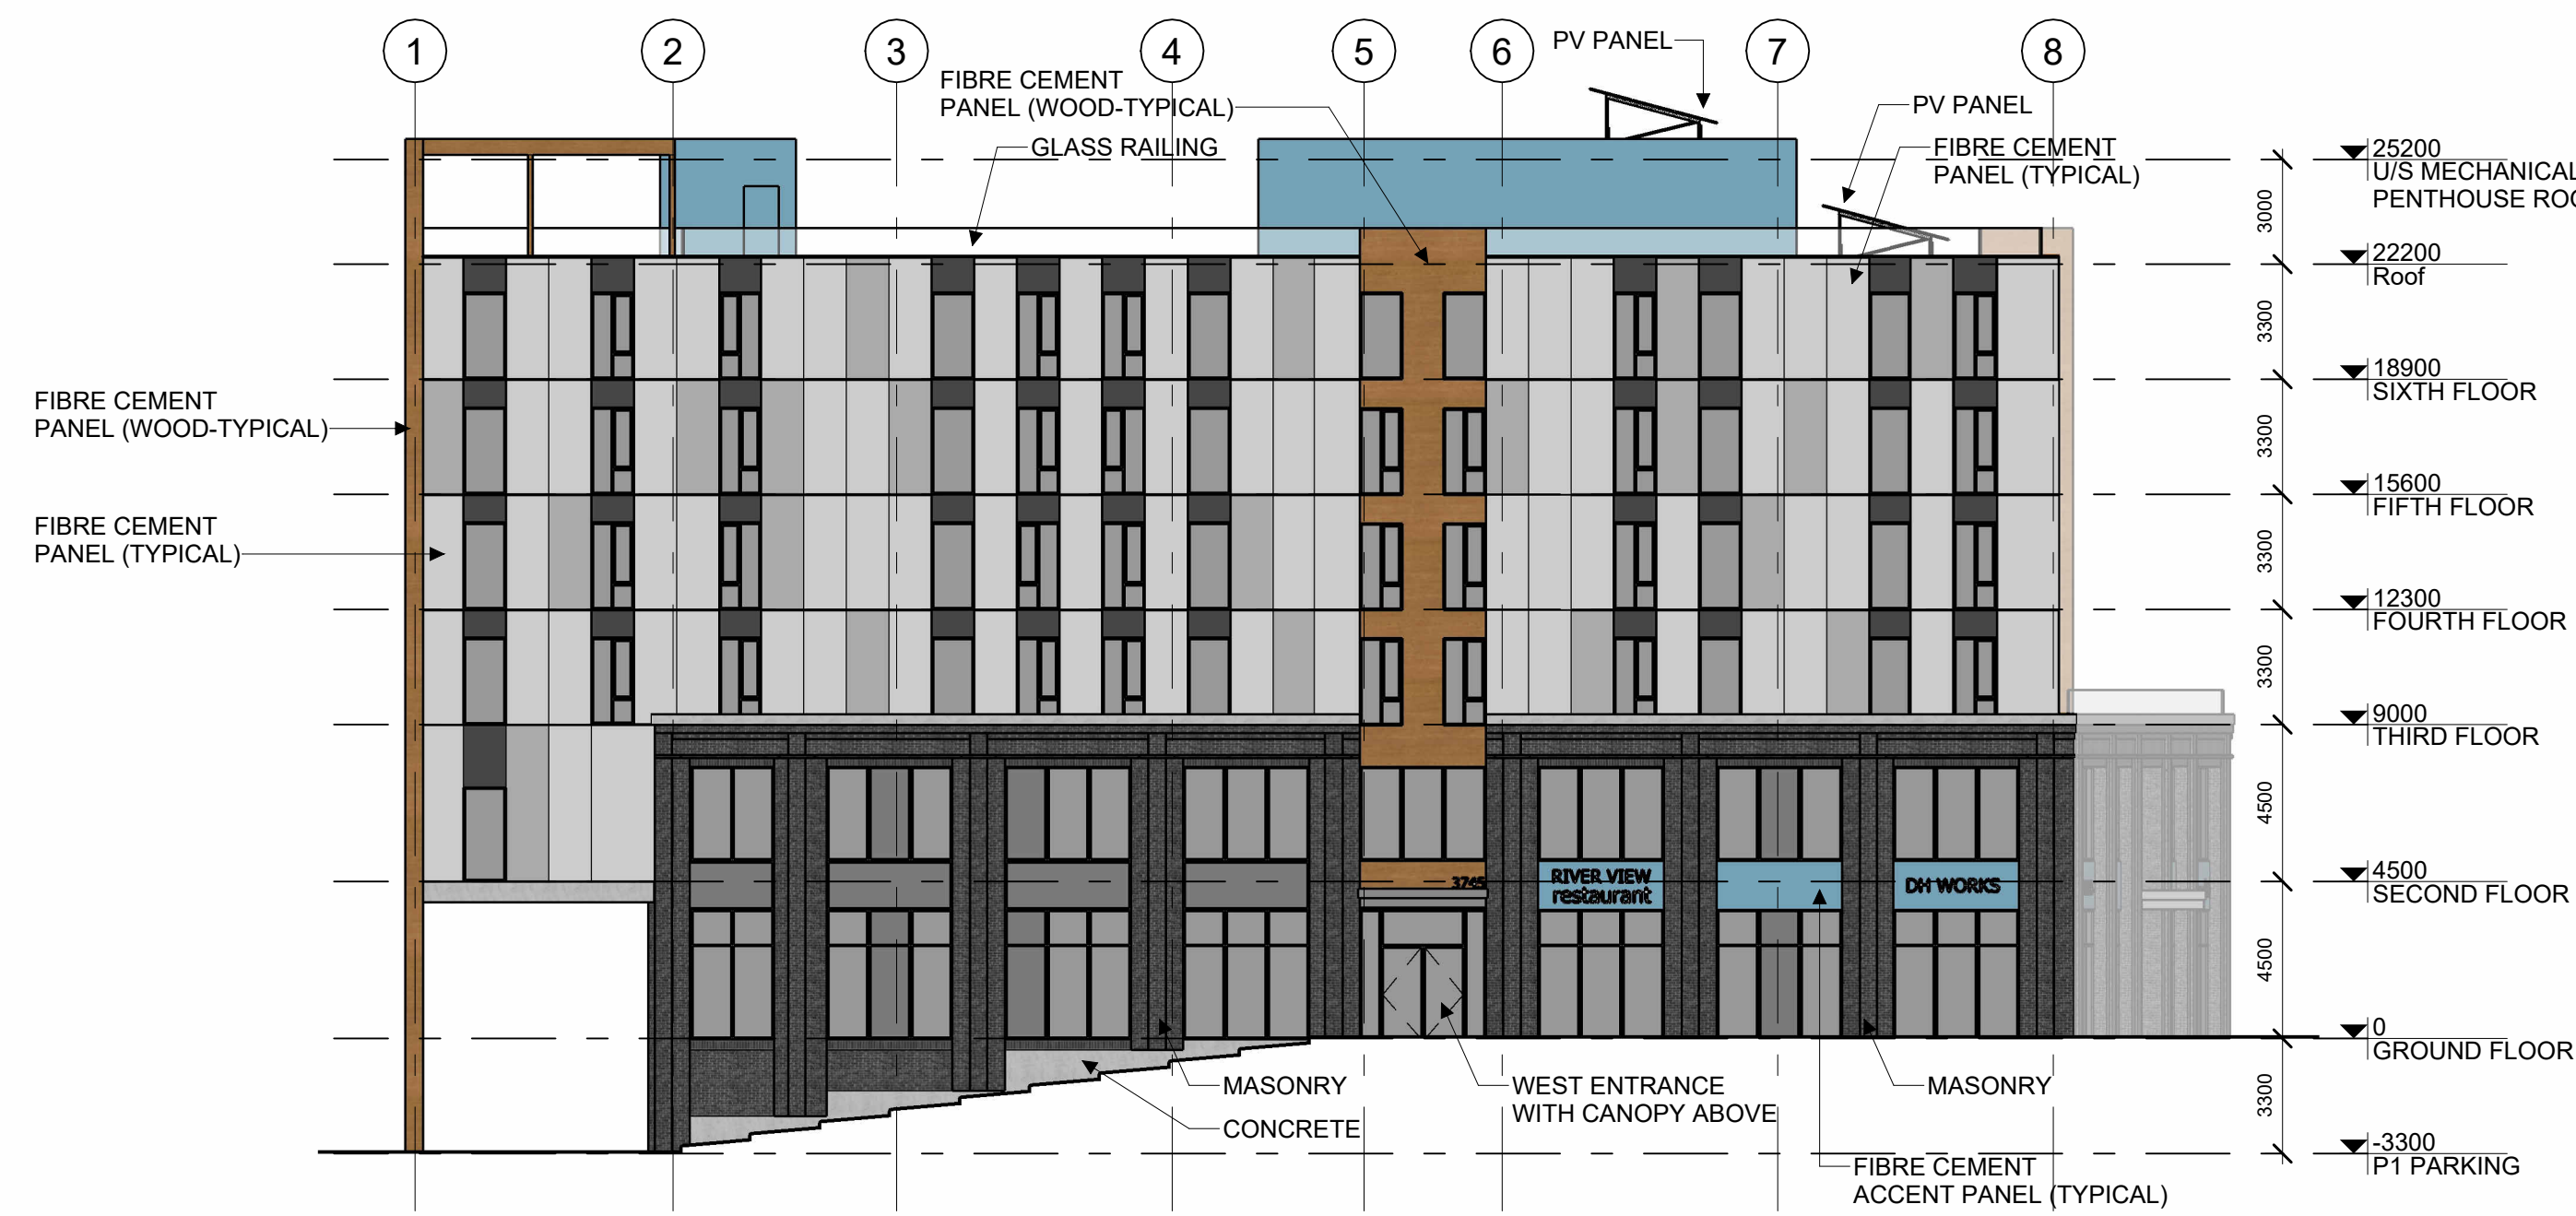 1
2
3
4
5
6
7
8
PV PANEL
FIBRE CEMENT
PANEL (WOOD-TYPICAL)
PV PANEL
GLASS RAILING
FIBRE CEMENT
PANEL (TYPICAL)
25200
U/S MECHANICAL
3000
22200
Roof
3300
18900
SIXTH FLOOR
FIBRE CEMENT
PANEL (WOOD-TYPICAL)
3300
15600
FIFTH FLOOR
FIBRE CEMENT
PANEL (TYPICAL)
3300
12300
FOURTH FLOOR
3300
9000
THIRD FLOOR
4500
4500
SECOND FLOOR
3745
RIVER VIEW
restaurant
DH WORKS
4500
0
GROUND FLOOR
MASONRY
CONCRETE
WEST ENTRANCE
WITH CANOPY ABOVE
MASONRY
3300
-3300
P1 PARKING
FIBRE CEMENT
ACCENT PANEL (TYPICAL)
PENTHOUSE